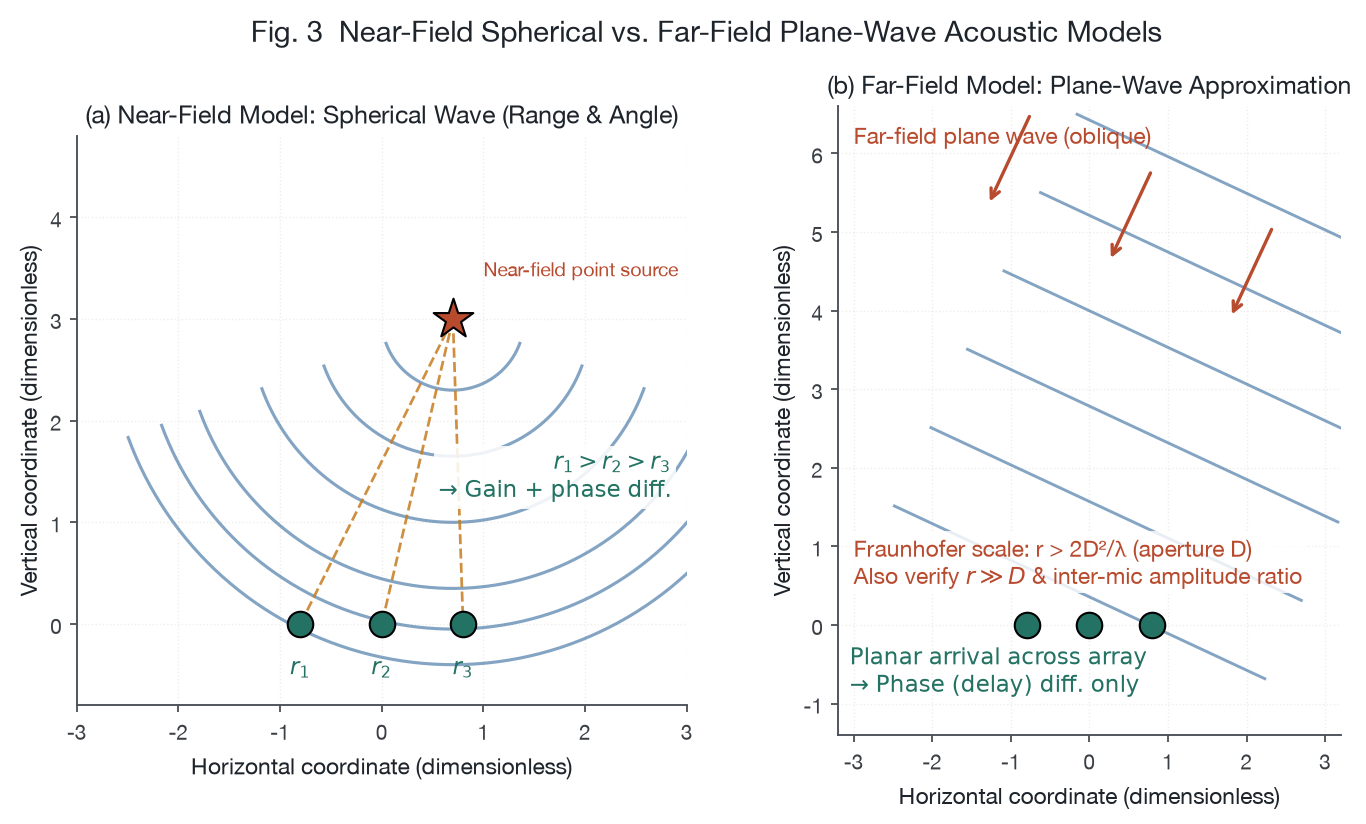 Fig. 3  Near-Field Spherical vs. Far-Field Plane-Wave Acoustic Models
(a) Near-Field Model: Spherical Wave (Range & Angle)
Vertical coordinate (dimensionless)
4
3
2
1
0
Near-field point source
r₁ > r₂ > r₃
→ Gain + phase diff.
r₁
r₂
r₃
-3
-2
-1
0
1
2
3
Horizontal coordinate (dimensionless)
(b) Far-Field Model: Plane-Wave Approximation
Vertical coordinate (dimensionless)
6
5
4
3
2
1
0
-1
Far-field plane wave (oblique)
Fraunhofer scale: r > 2D²/λ (aperture D)
Also verify r ≫ D & inter-mic amplitude ratio
Planar arrival across array
→ Phase (delay) diff. only
-3
-2
-1
0
1
2
3
Horizontal coordinate (dimensionless)